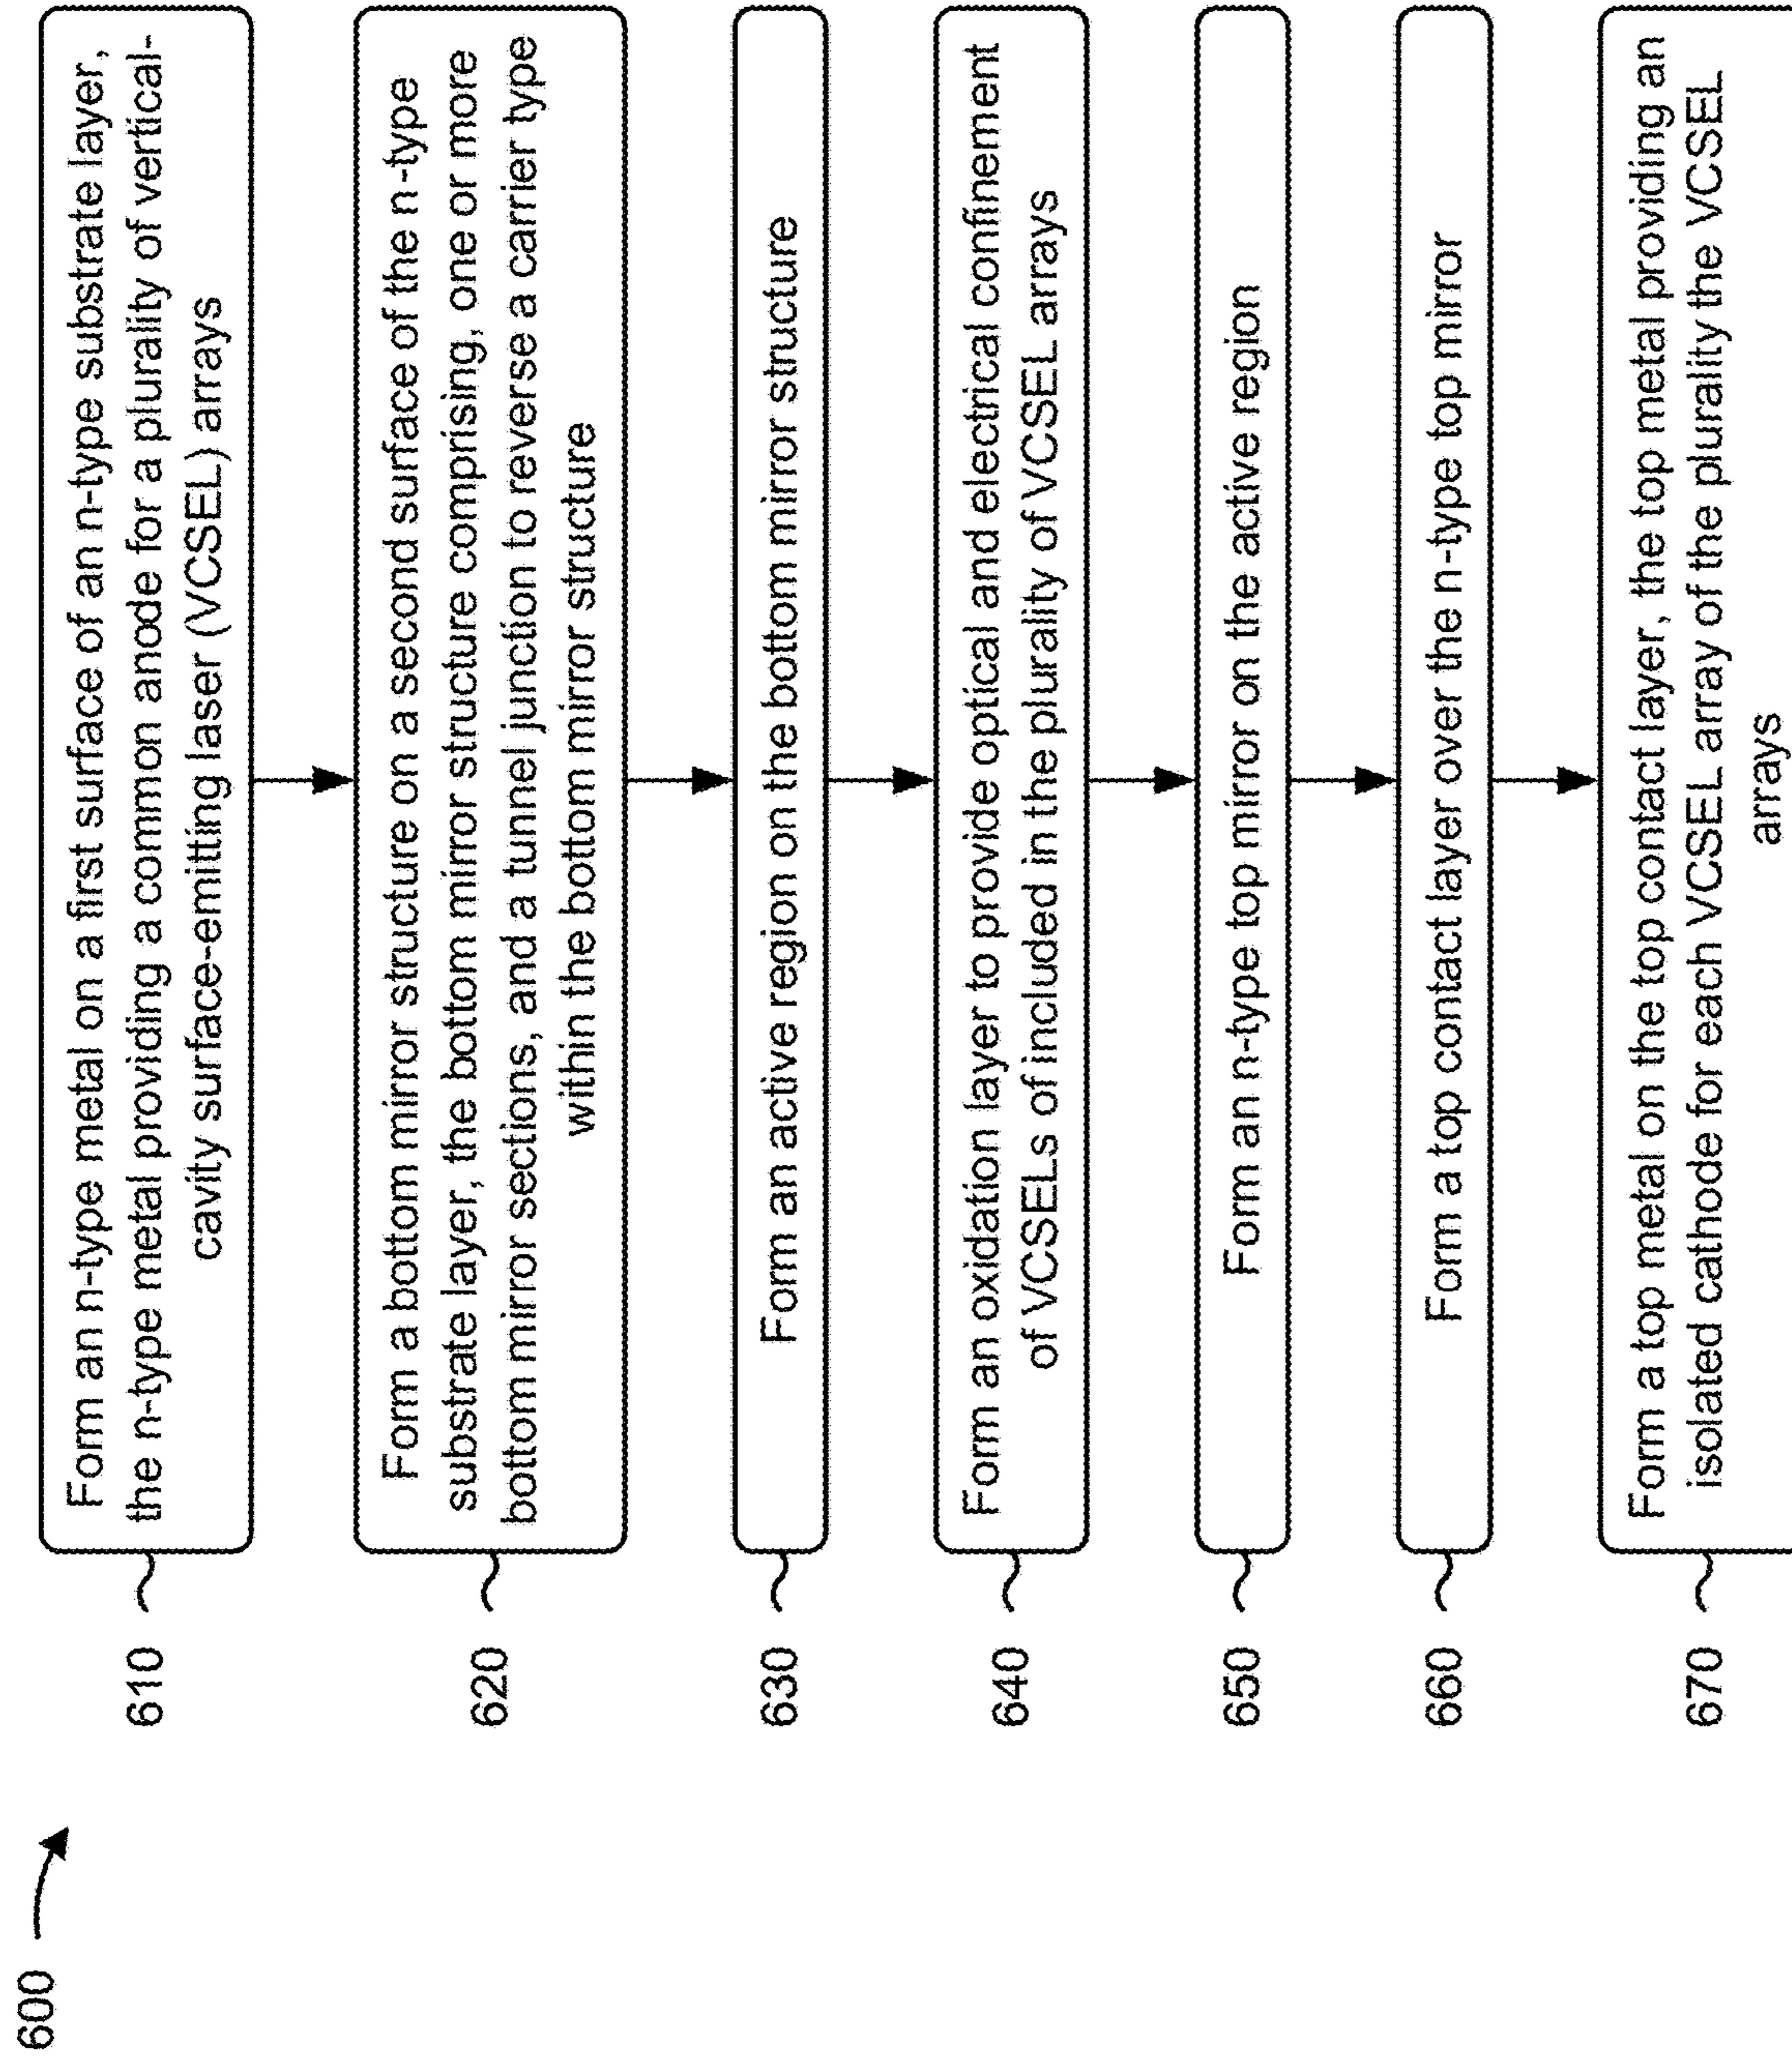 600
610
Form an n-type metal on a first surface of an n-type substrate layer,
the n-type metal providing a common anode for a plurality of vertical-
cavity surface-emitting laser (VCSEL) arrays
620
Form a bottom mirror structure on a second surface of the n-type
substrate layer, the bottom mirror structure comprising, one or more
bottom mirror sections, and a tunnel junction to reverse a carrier type
within the bottom mirror structure
630
Form an active region on the bottom mirror structure
640
Form an oxidation layer to provide optical and electrical confinement
of VCSELs of included in the plurality of VCSEL arrays
650
Form an n-type top mirror on the active region
660
Form a top contact layer over the n-type top mirror
670
Form a top metal on the top contact layer, the top metal providing an
isolated cathode for each VCSEL array of the plurality the VCSEL
arrays